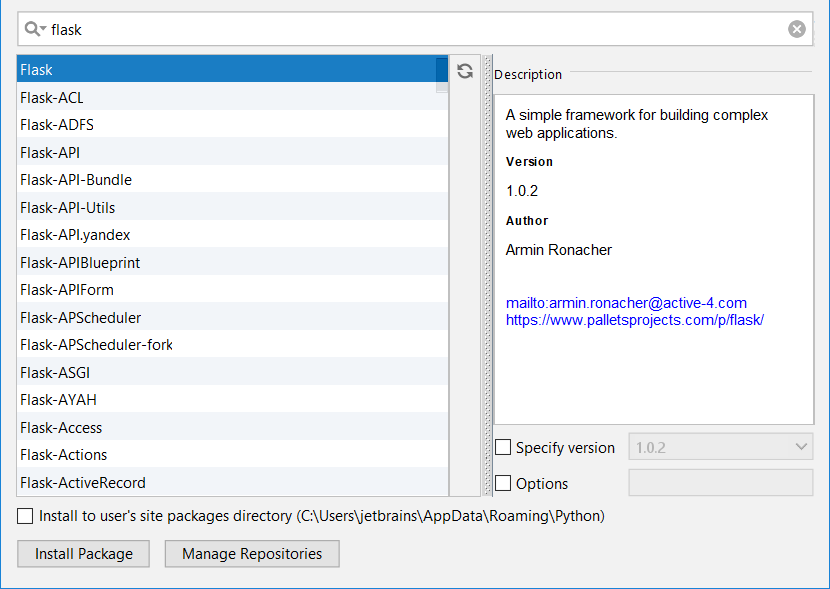 flask
Flask
Flask-ACL
Flask-ADFS
Flask-API
Flask-API-Bundle
Flask-API-Utils
Flask-API.yandex
Flask-APIBlueprint
Flask-APIForm
Flask-APScheduler
Flask-APScheduler-fork
Flask-ASGI
Flask-AYAH
Flask-Access
Flask-Actions
Flask-ActiveRecord
Description
A simple framework for building complex
web applications.
Version
1.0.2
Author
Armin Ronacher
mailto:armin.ronacher@active-4.com
https://www.palletsprojects.com/p/flask/
Specify version 1.0.2
Options
Install to user's site packages directory (C:\Users\jetbrains\AppData\Roaming\Python)
Install Package Manage Repositories